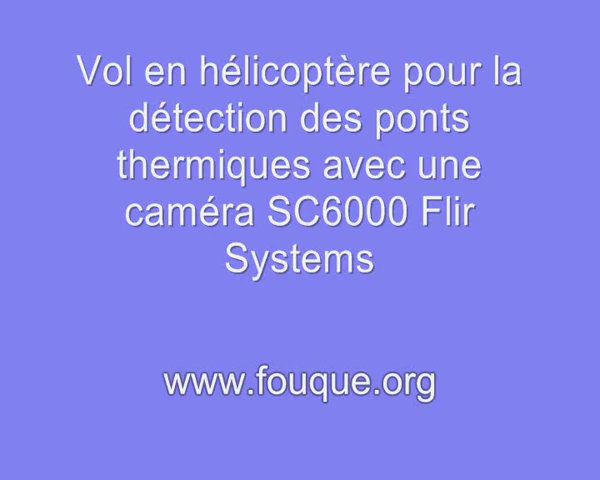 Vol en hélicoptère pour la
détection des ponts
thermiques avec une
caméra SC6000 Flir
Systems
www.fouque.org